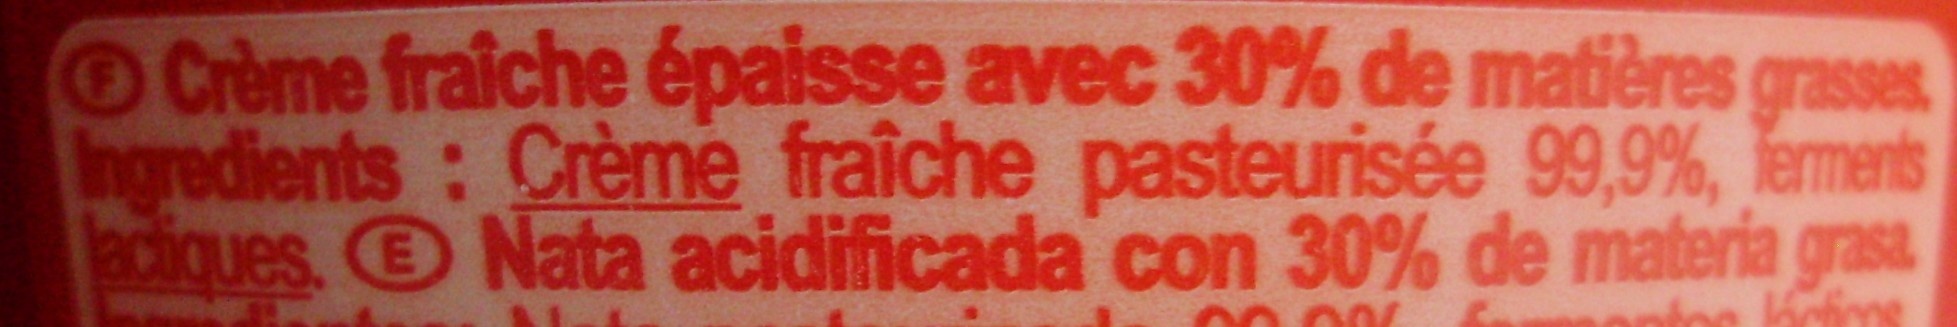 F Crème fraîche épaisse avec 30% de matières grasses.
Ingredients : Crème fraîche pasteurisée 99,9%, ferments
lactiques. E Nata acidificada con 30% de materia grasa.